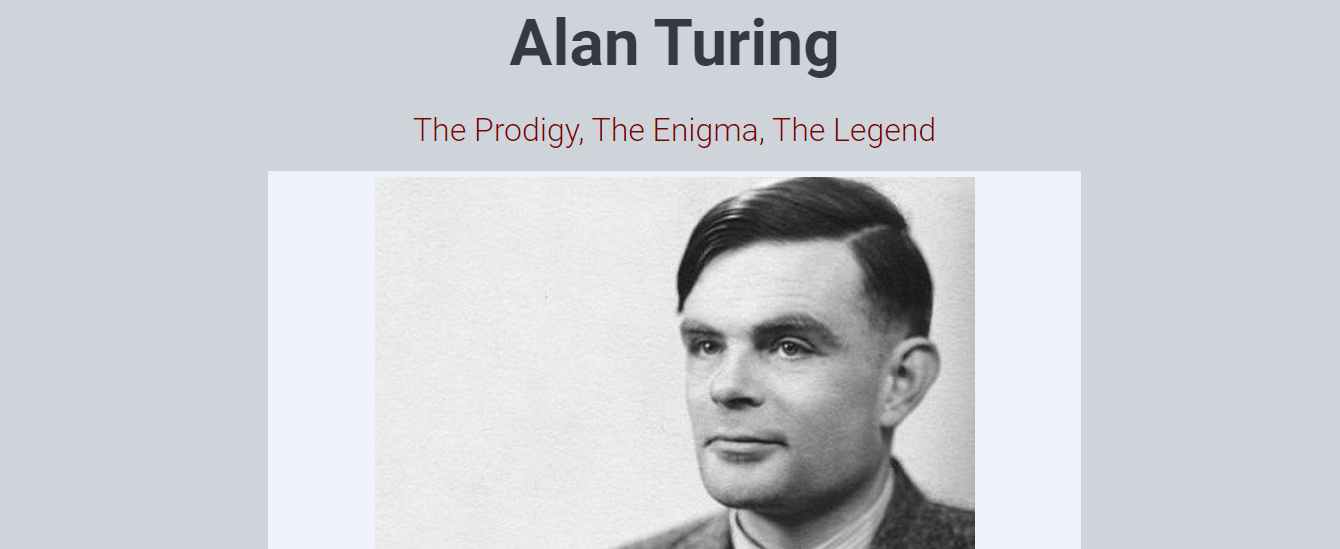 Alan Turing
The Prodigy, The Enigma, The Legend